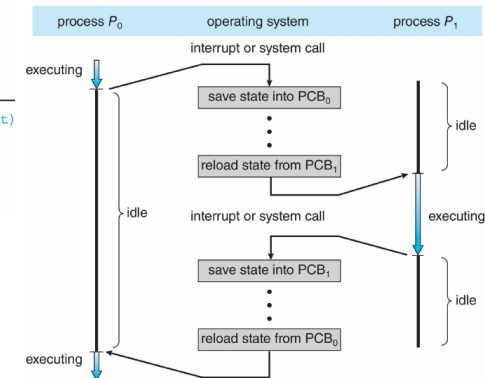 process P0 operating system process P1
interrupt or system call
executing
save state into PCB0
t)
idle
reload state from PCB1
idle
interrupt or system call
executing
save state into PCB1
idle
reload state from PCB0
executing